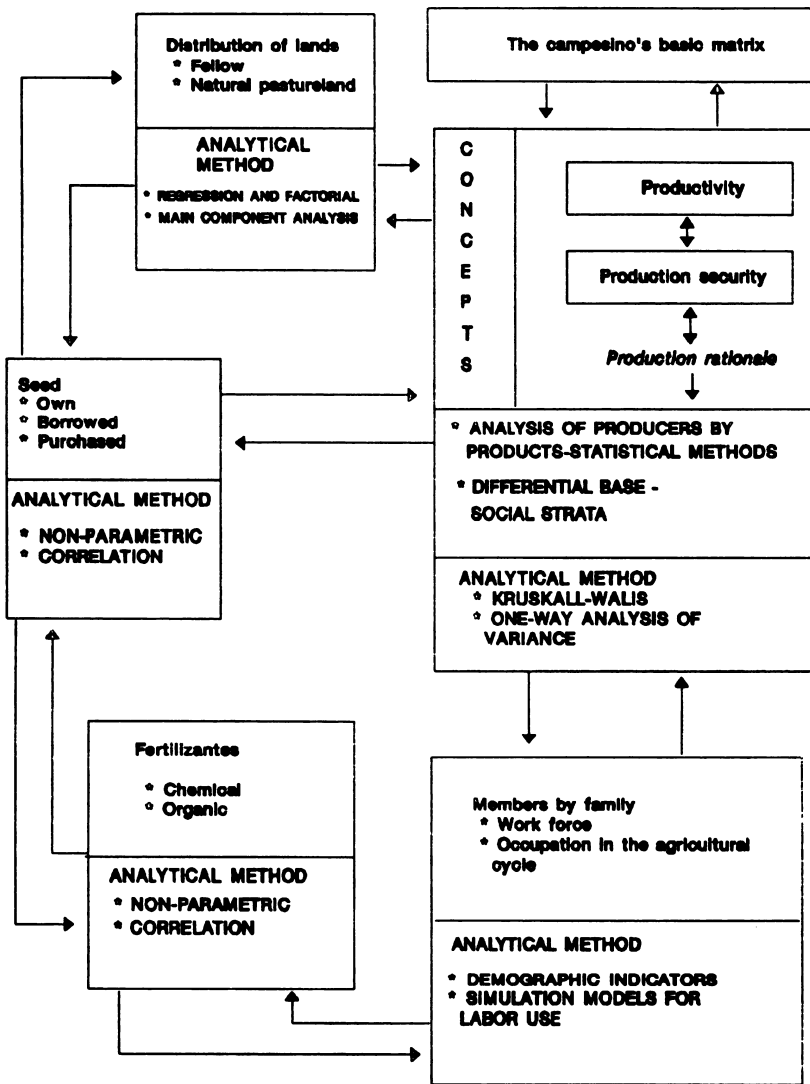 Distribution of lands
* Fellow
* Natural pastureland
ANALYTICAL
METHOD
* REGRESSION AND FACTORIAL
* MAIN COMPONENT ANALYSIS
The campesino's basic matrix
C
O
N
C
E
P
T
S
Productivity
Production security
Production rationale
* ANALYSIS OF PRODUCERS BY
PRODUCTS-STATISTICAL METHODS
* DIFFERENTIAL BASE -
SOCIAL STRATA
ANALYTICAL METHOD
* KRUSKALL-WALIS
* ONE-WAY ANALYSIS OF
VARIANCE
Seed
* Own
* Borrowed
* Purchased
ANALYTICAL METHOD
* NON-PARAMETRIC
* CORRELATION
Fertilizantes
* Chemical
* Organic
ANALYTICAL METHOD
* NON-PARAMETRIC
* CORRELATION
Members by family
* Work force
* Occupation in the agricultural
cycle
ANALYTICAL METHOD
* DEMOGRAPHIC INDICATORS
* SIMULATION MODELS FOR
LABOR USE